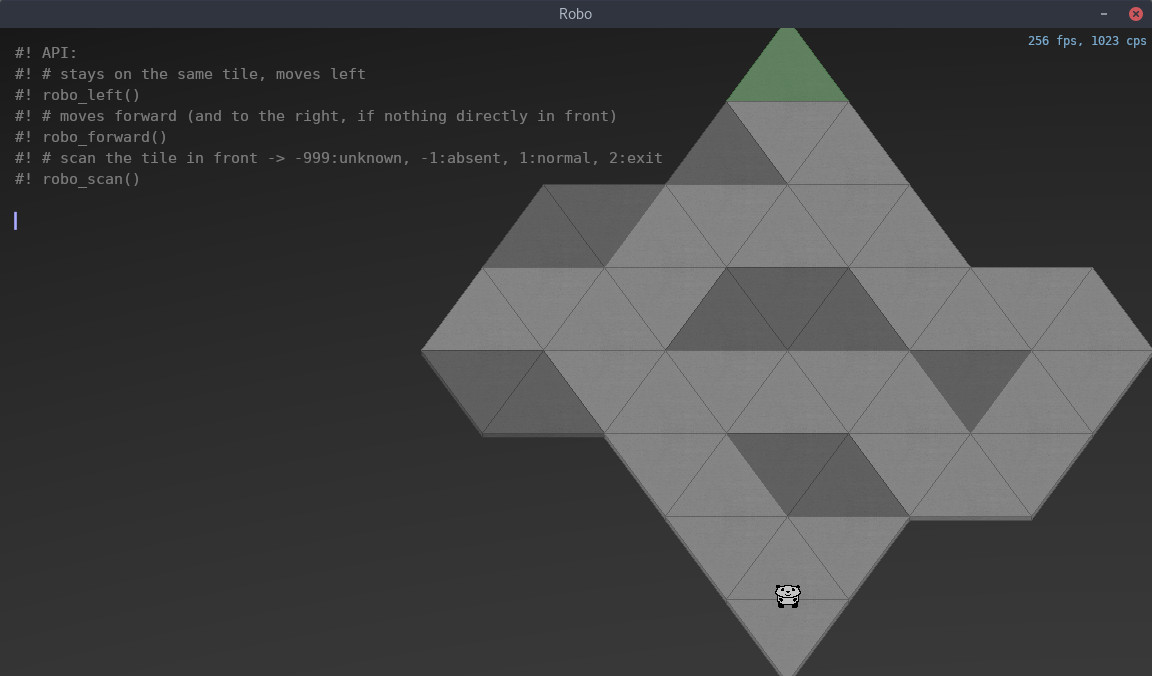 Robo
256 fps, 1023 cps
#! API:
#! # stays on the same tile, moves left
#! robo_left()
#! # moves forward (and to the right, if nothing directly in front)
#! robo_forward()
#! # scan the tile in front -> -999:unknown, -1:absent, 1:normal, 2:exit
#! robo_scan()